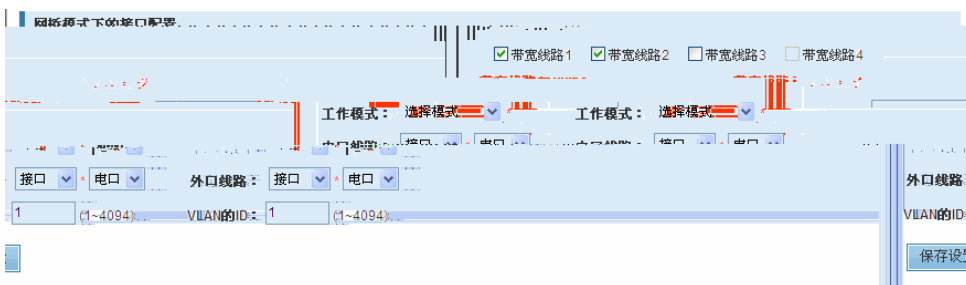 网桥模式下的接口配置
带宽线路1 带宽线路2 带宽线路3 带宽线路4
工作模式： 选择模式 * 工作模式： 选择模式 *
接口 * 电口 接口 * 电口
接口 * 电口 外口线路： 接口 * 电口 外口线路
1 (1~4094) VLAN的ID： 1 (1~4094) VLAN的ID
保存设